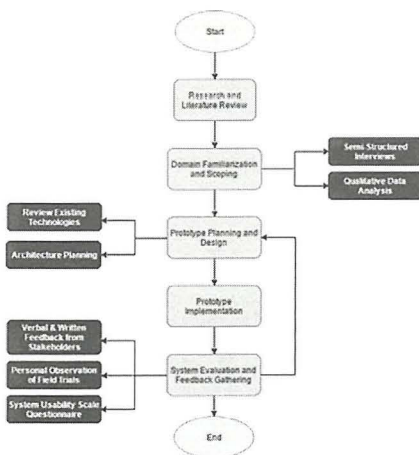 Start
Research and
Literature Review
Domain Familiarization
and Scoping
Semi Structured
Interviews
Qualitative Data
Analysis
Review Existing
Technologies
Architecture Planning
Prototype Planning and
Design
Prototype
Implementation
Verbal & Written
Feedback from
Stakeholders
Personal Observation
of Field Trials
System Usability Scale
Questionnaire
System Evaluation and
Feedback Gathering
End